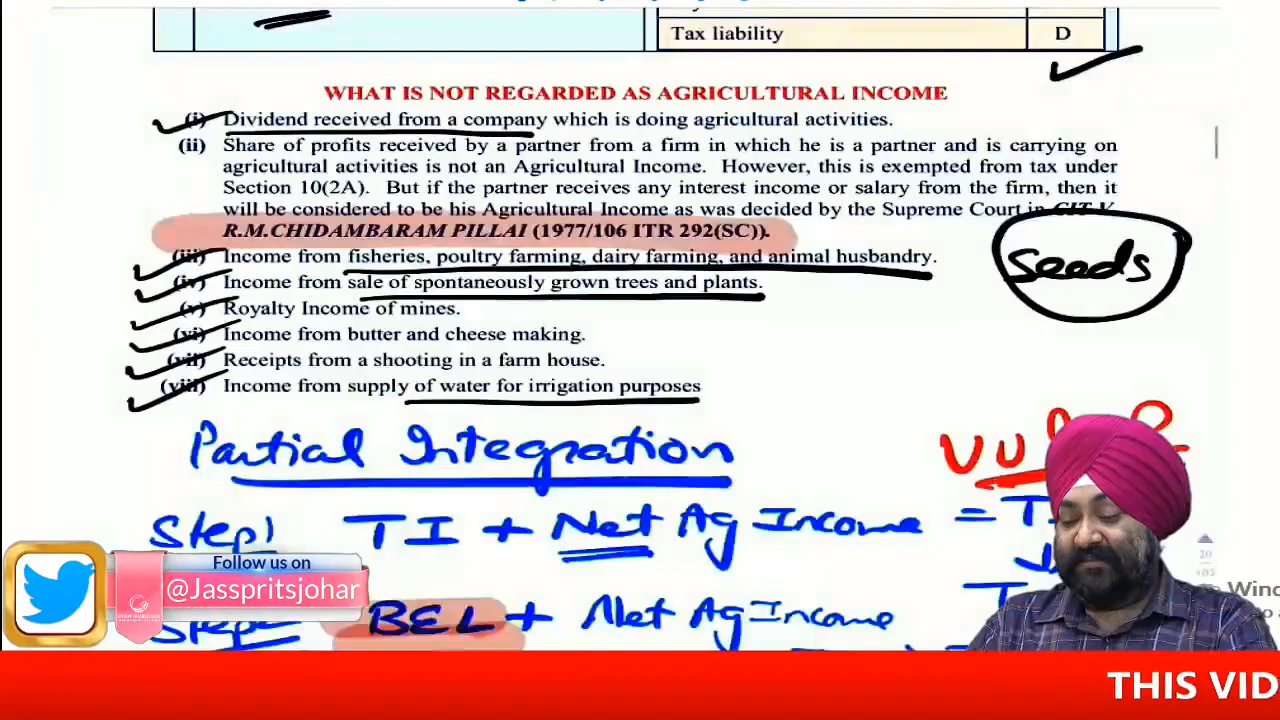 Tax liability D
WHAT IS NOT REGARDED AS AGRICULTURAL INCOME
(i) Dividend received from a company which is doing agricultural activities.
(ii) Share of profits received by a partner from a firm in which he is a partner and is carrying on
agricultural activities is not an Agricultural Income. However, this is exempted from tax under
Section 10(2A). But if the partner receives any interest income or salary from the firm, then it
will be considered to be his Agricultural Income as was decided by the Supreme Court in CIT V.
R.M.CHIDAMBARAM PILLAI (1977/106 ITR 292(SC)).
(iii) Income from fisheries, poultry farming, dairy farming, and animal husbandry.
seeds
(iv) Income from sale of spontaneously grown trees and plants.
(v) Royalty Income of mines.
(vi) Income from butter and cheese making.
(vii) Receipts from a shooting in a farm house.
(viii) Income from supply of water for irrigation purposes
Partial Integration
Step 1 TI + Net Ag Income =
Follow us on
@Jasspritsjohar
BEL + Net Ag Income
20
Wind
THIS VID